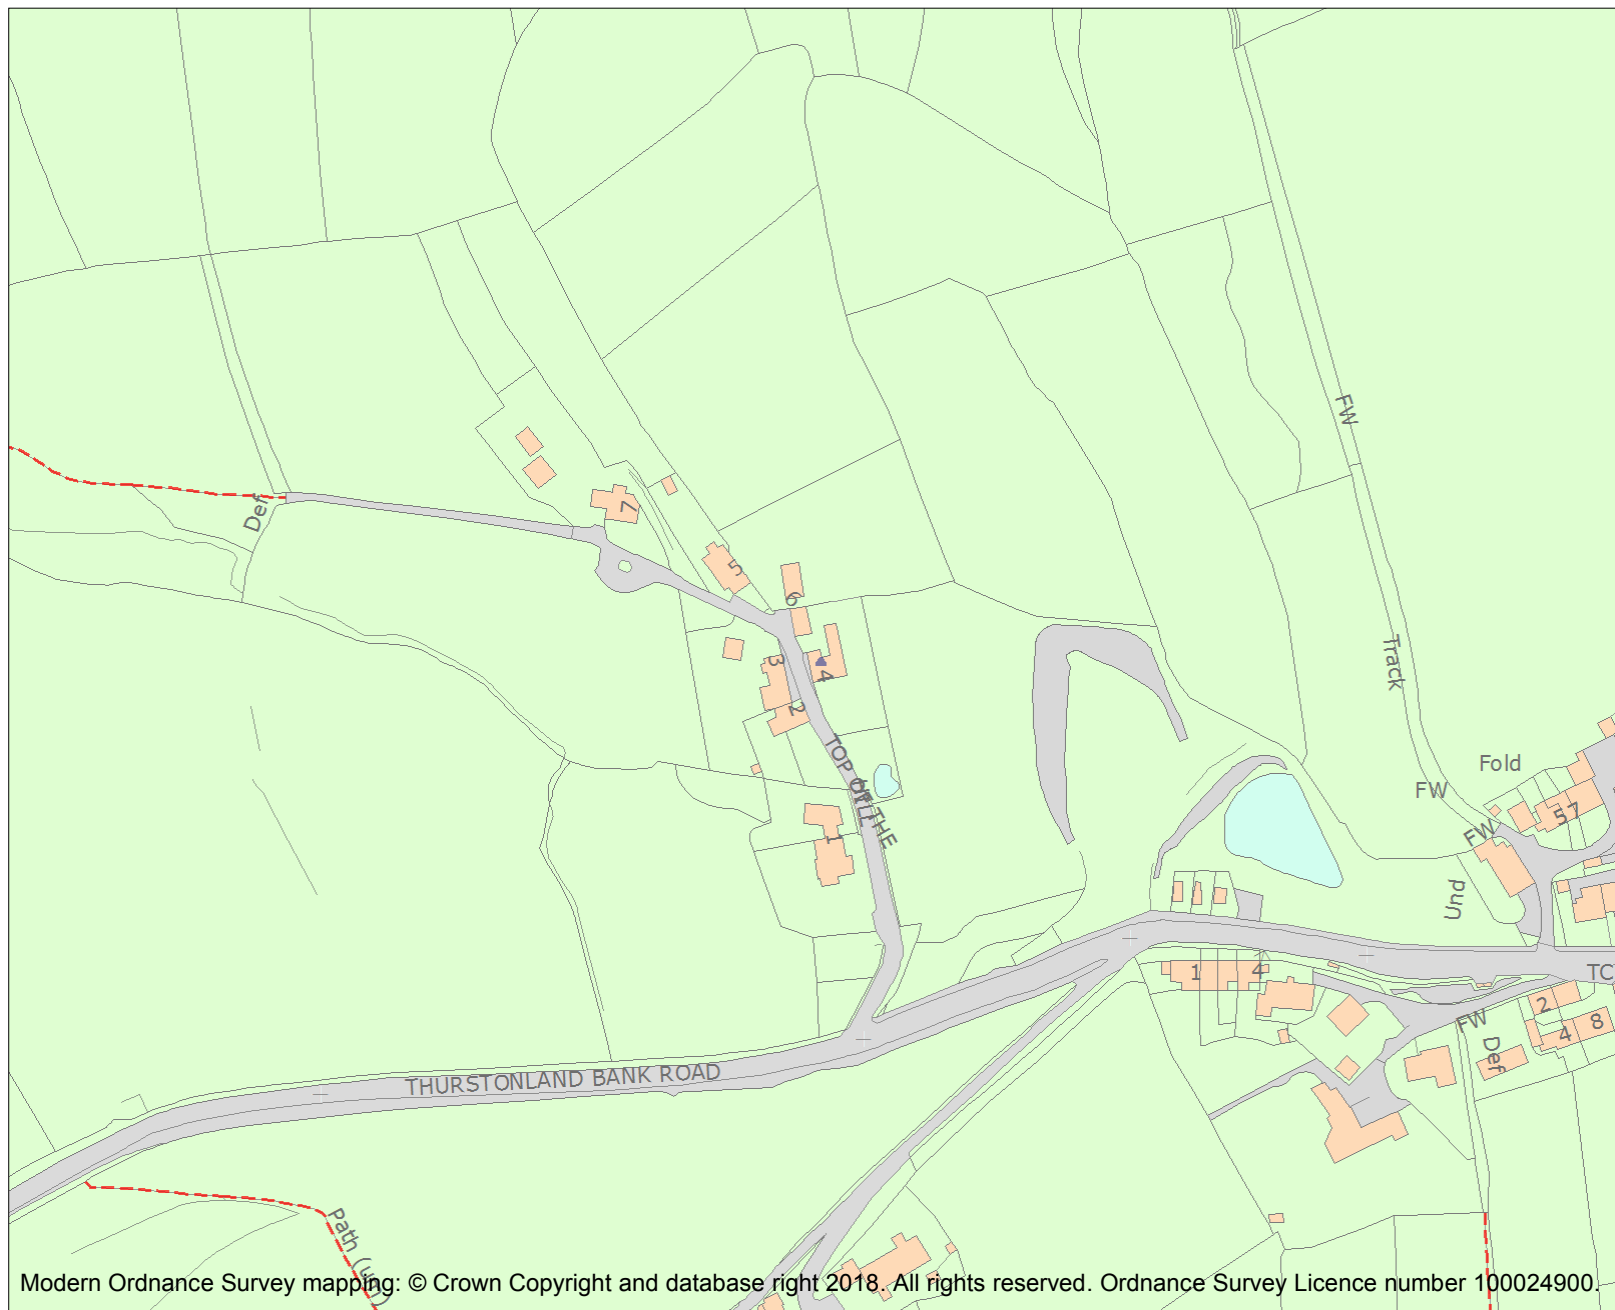 FW
Def
7
5
6
Track
3
4
2
TOP OF THE
HILL
Fold
FW
57
1
FW
Und
1
4
TC
2
FW
4
8
Def
THURSTONLAND BANK ROAD
Path (um)
Modern Ordnance Survey mapping: © Crown Copyright and database right 2018. All rights reserved. Ordnance Survey Licence number 100024900.